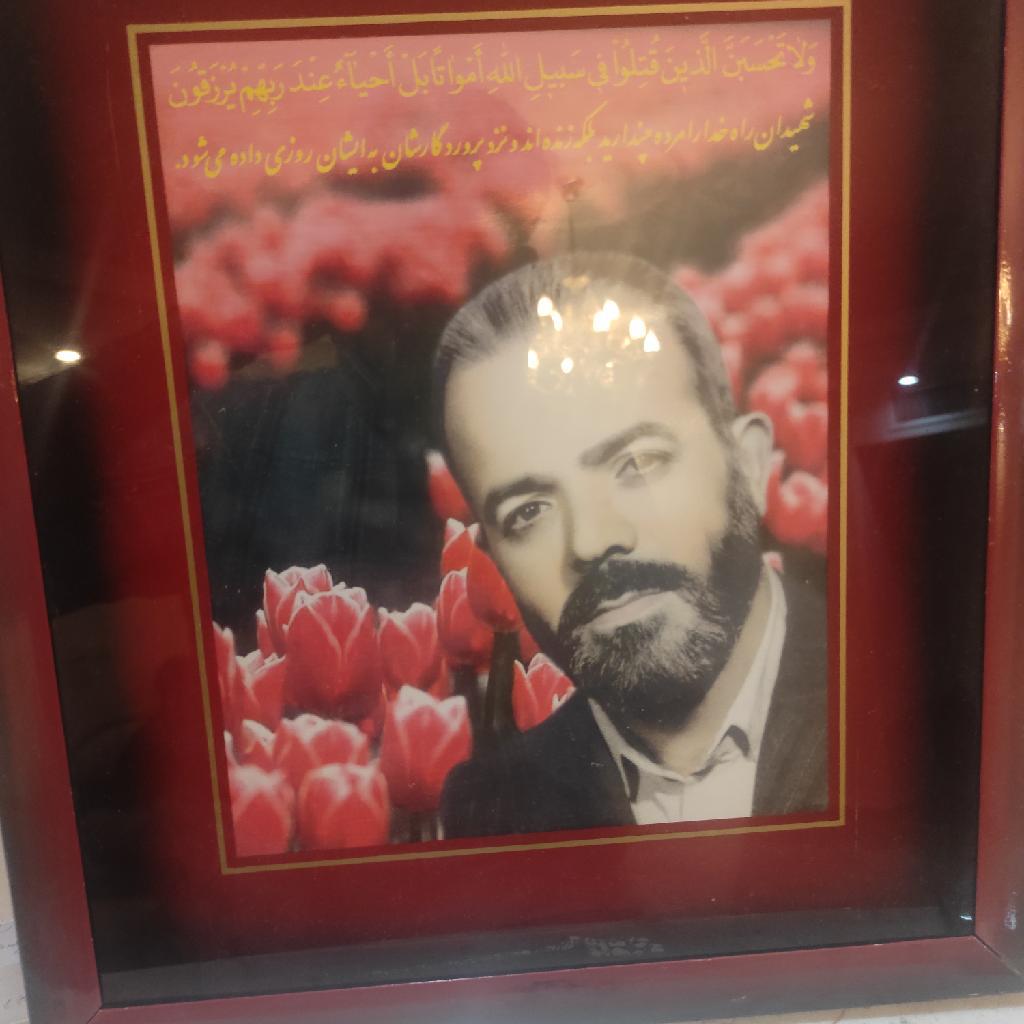 وَلَا تَحْسَبَنَّ الَّذِينَ قُتِلُوا فِي سَبِيلِ اللَّهِ أَمْوَاتًا بَلْ أَحْيَاءٌ عِنْدَ رَبِّهِمْ يُرْزَقُونَ
شهیدان راه خدا را مرده مپندارید بلکه زنده اند و نزد پروردگارشان به ایشان روزی داده می شود.